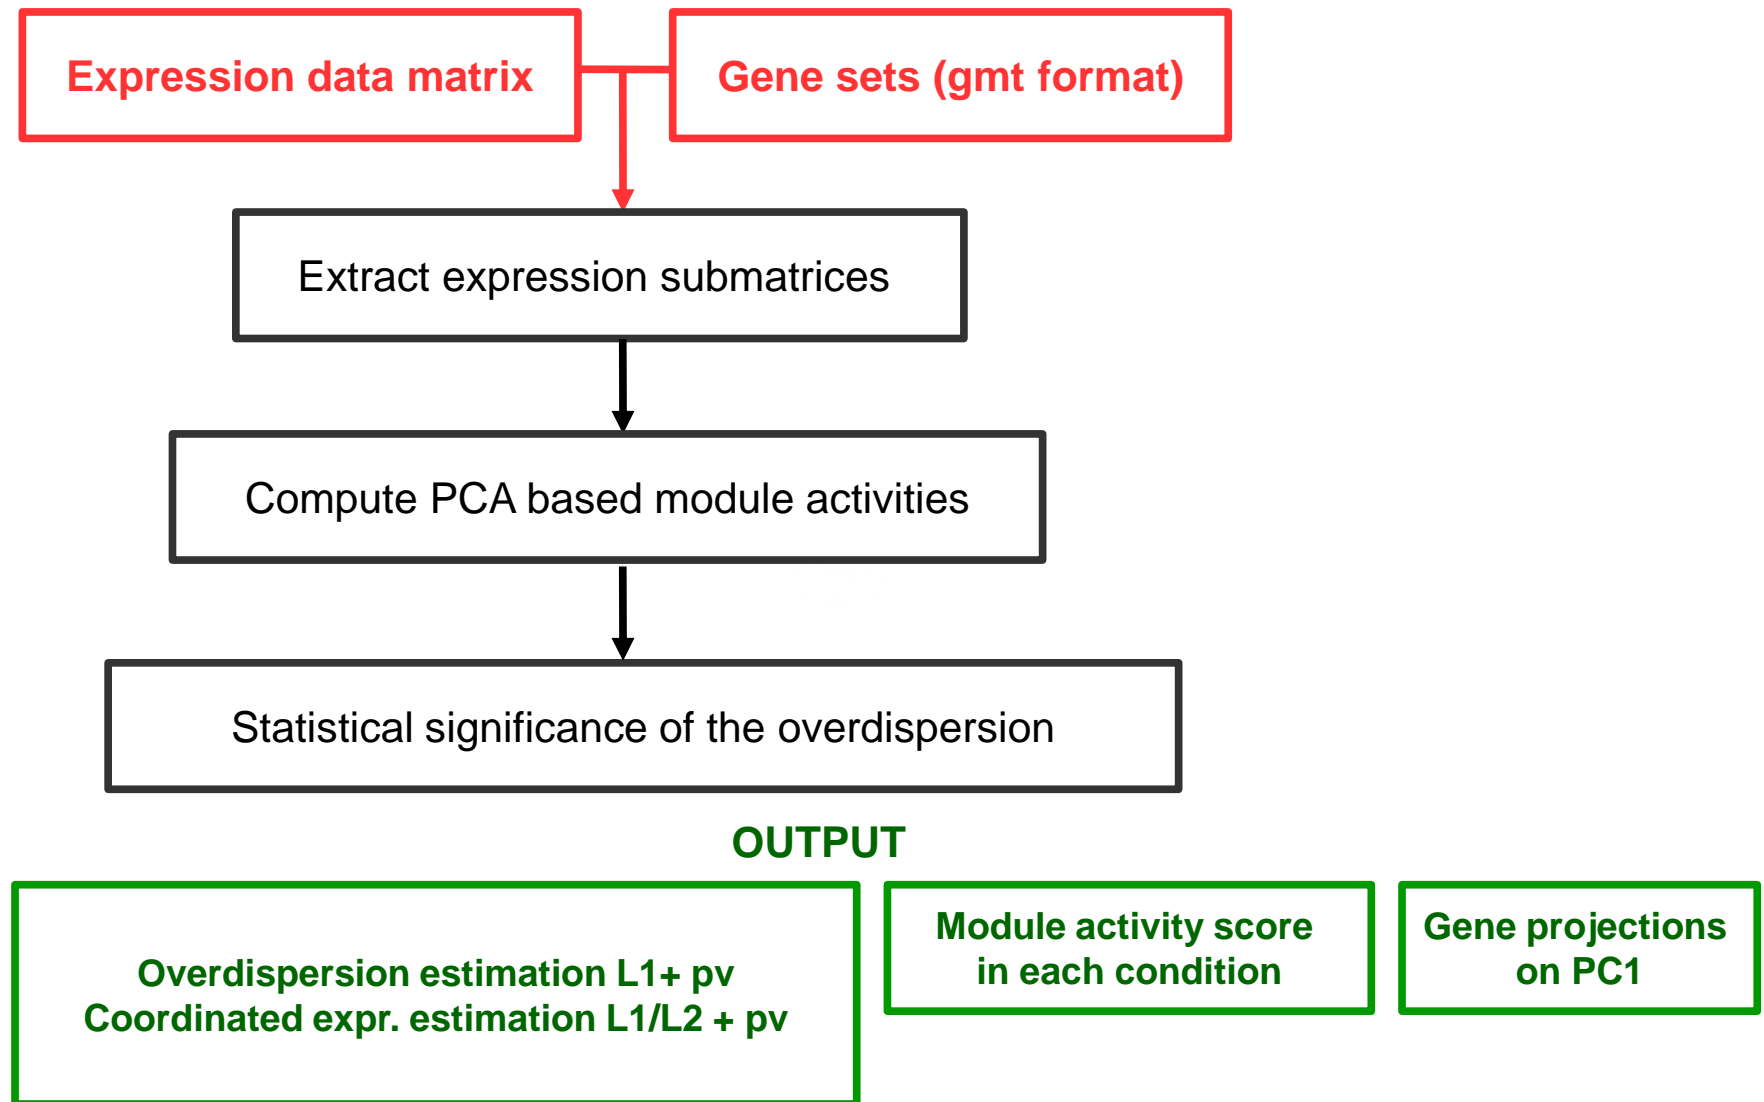 Expression data matrix
Gene sets (gmt format)
Extract expression submatrices
Compute PCA based module activities
Statistical significance of the overdispersion
OUTPUT
Overdispersion estimation L1+ pv
Coordinated expr. estimation L1/L2 + pv
Module activity score
in each condition
Gene projections
on PC1